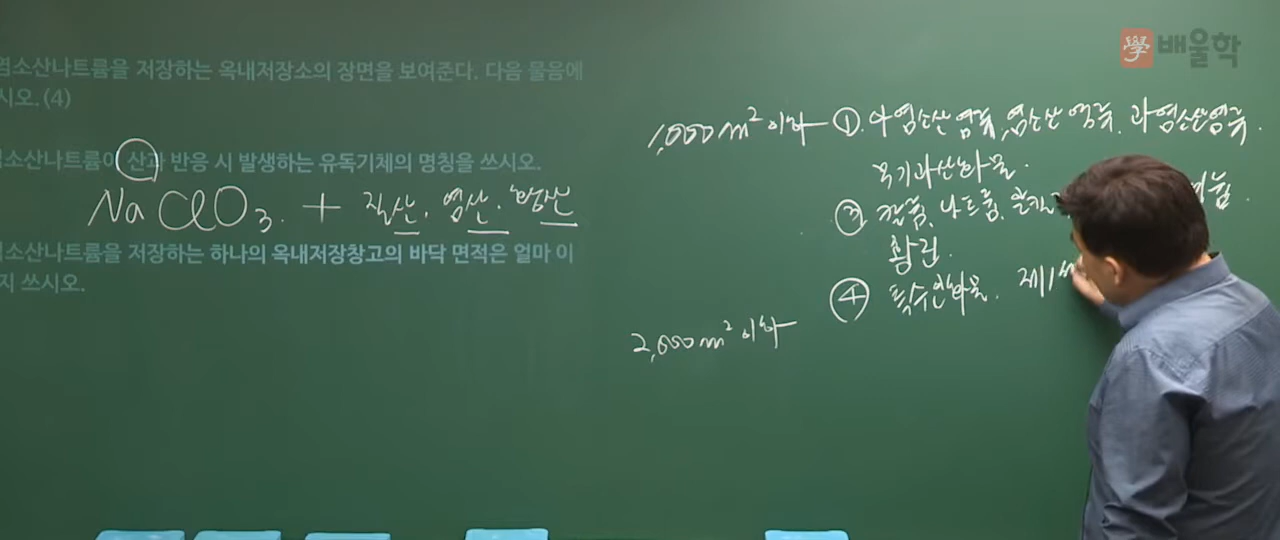 學 배울학
염소산나트륨을 저장하는 옥내저장소의 장면을 보여준다. 다음 물음에
시오. (4)
염소산나트륨이 산과 반응 시 발생하는 유독기체의 명칭을 쓰시오.
NaClO3. + 질산, 염산, 황산
염소산나트륨을 저장하는 하나의 옥내저장창고의 바닥 면적은 얼마 이
지 쓰시오.
1,000m² 이하 ① 아염소산염류, 염소산염류, 과염소산염류.
무기과산화물.
③ 칼륨, 나트륨, 알킬
황린.
④ 특수인화물. 제1
2,000m² 이하